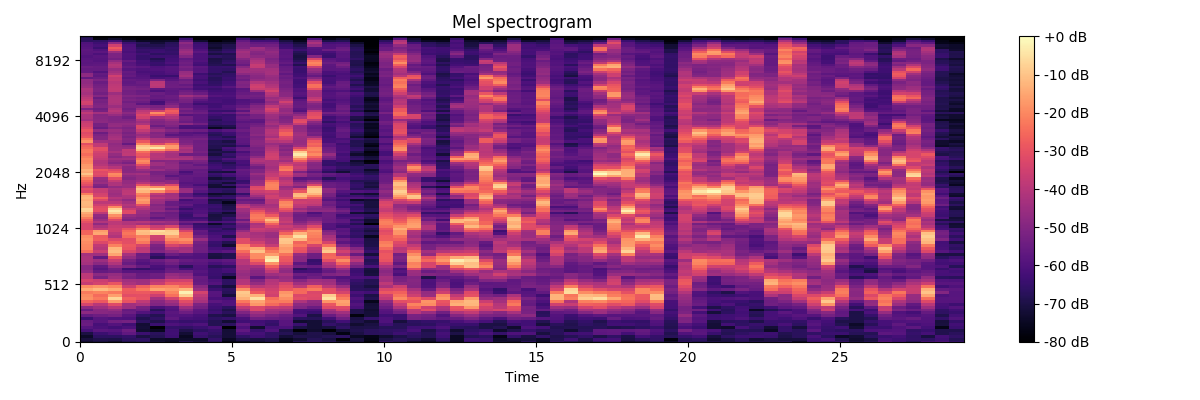 Mel spectrogram
Hz
8192
4096
2048
1024
512
0
0 5 10 15 20 25
Time
+0 dB
-10 dB
-20 dB
-30 dB
-40 dB
-50 dB
-60 dB
-70 dB
-80 dB